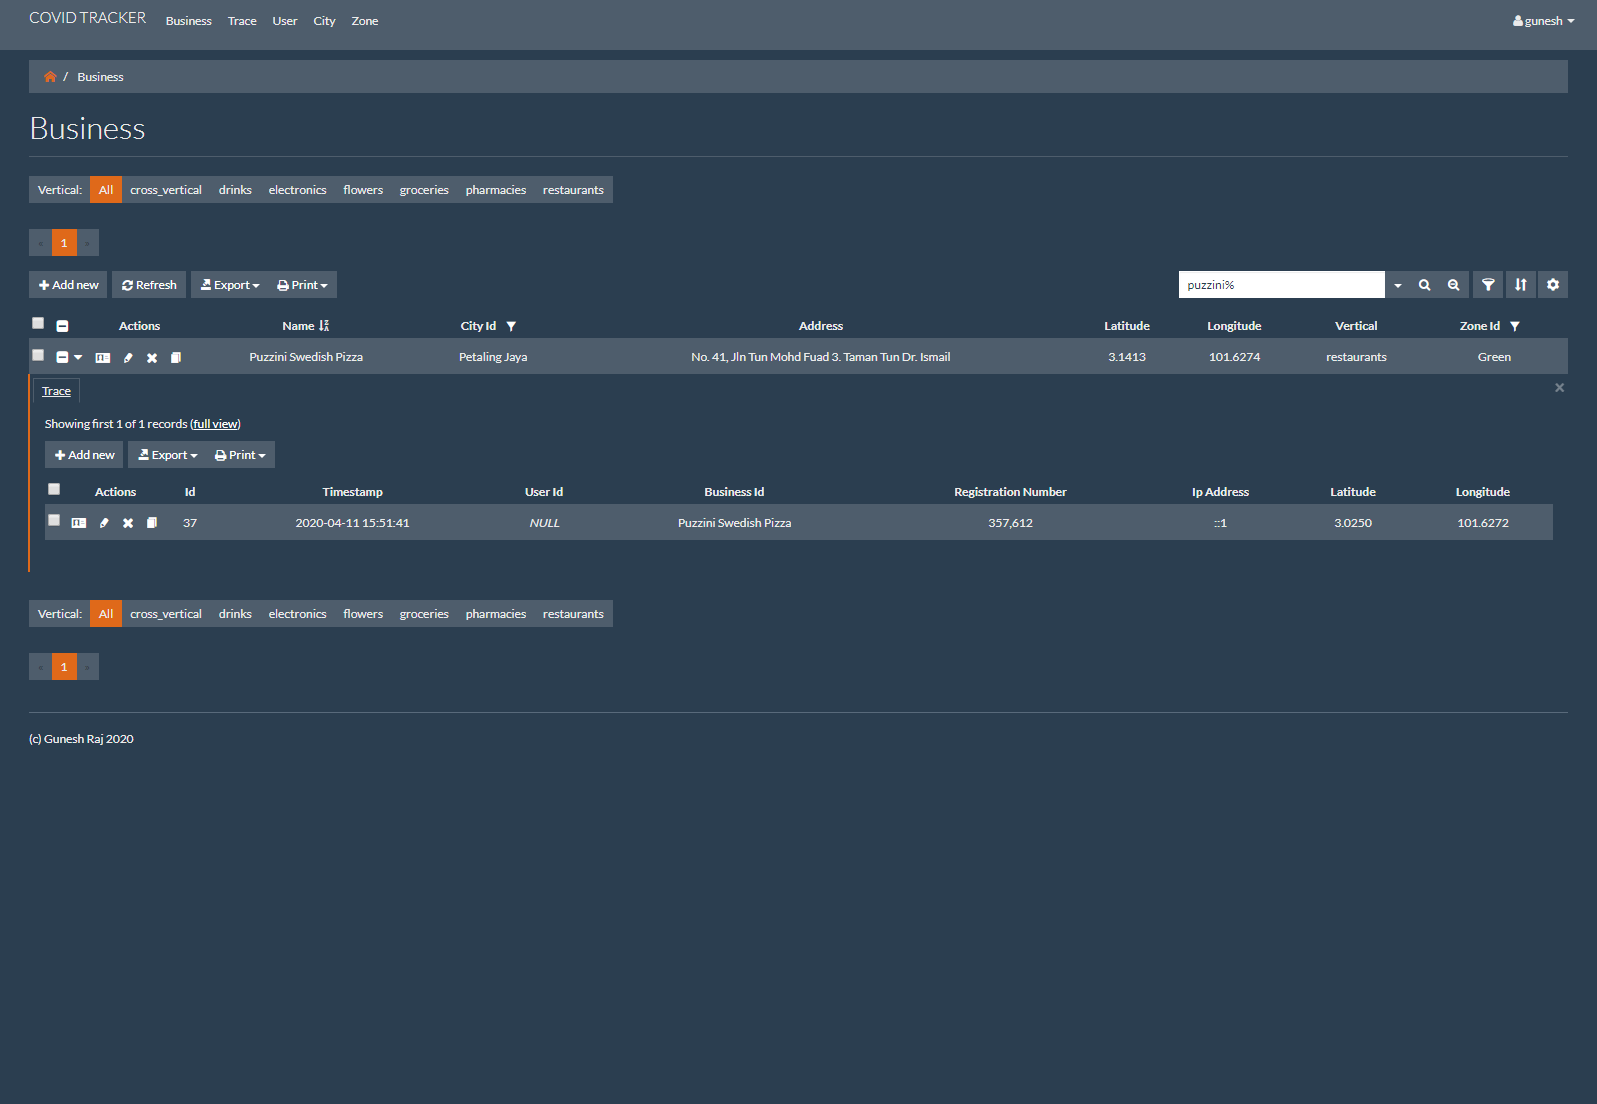 COVID TRACKER Business Trace User City Zone gunesh
/ Business
Business
Vertical: All cross_vertical drinks electronics flowers groceries pharmacies restaurants
« 1 »
Add new Refresh Export Print puzzini%
Actions Name City Id Address Latitude Longitude Vertical Zone Id
Puzzini Swedish Pizza Petaling Jaya No. 41, Jln Tun Mohd Fuad 3. Taman Tun Dr. Ismail 3.1413 101.6274 restaurants Green
Trace ×
Showing first 1 of 1 records (full view)
Add new Export Print
Actions Id Timestamp User Id Business Id Registration Number Ip Address Latitude Longitude
37 2020-04-11 15:51:41 NULL Puzzini Swedish Pizza 357,612 ::1 3.0250 101.6272
Vertical: All cross_vertical drinks electronics flowers groceries pharmacies restaurants
« 1 »
(c) Gunesh Raj 2020